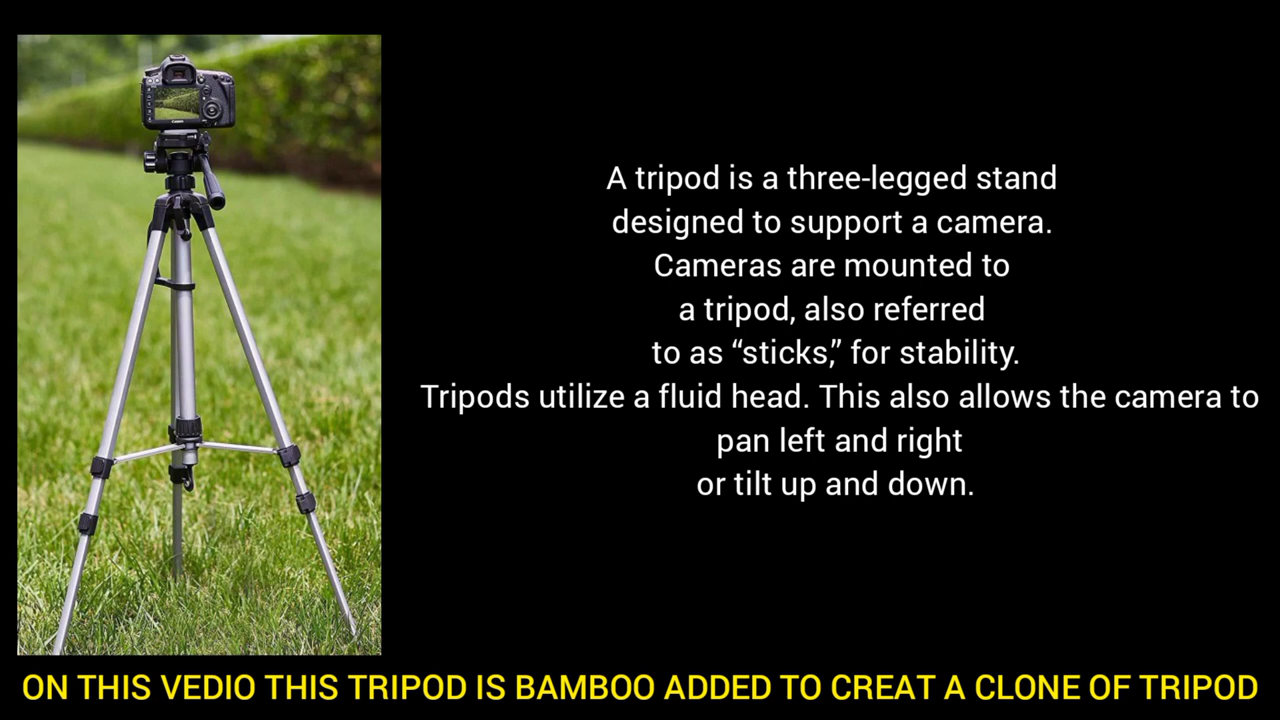 A tripod is a three-legged stand
designed to support a camera.
Cameras are mounted to
a tripod, also referred
to as “sticks,” for stability.
Tripods utilize a fluid head. This also allows the camera to
pan left and right
or tilt up and down.
ON THIS VEDIO THIS TRIPOD IS BAMBOO ADDED TO CREAT A CLONE OF TRIPOD